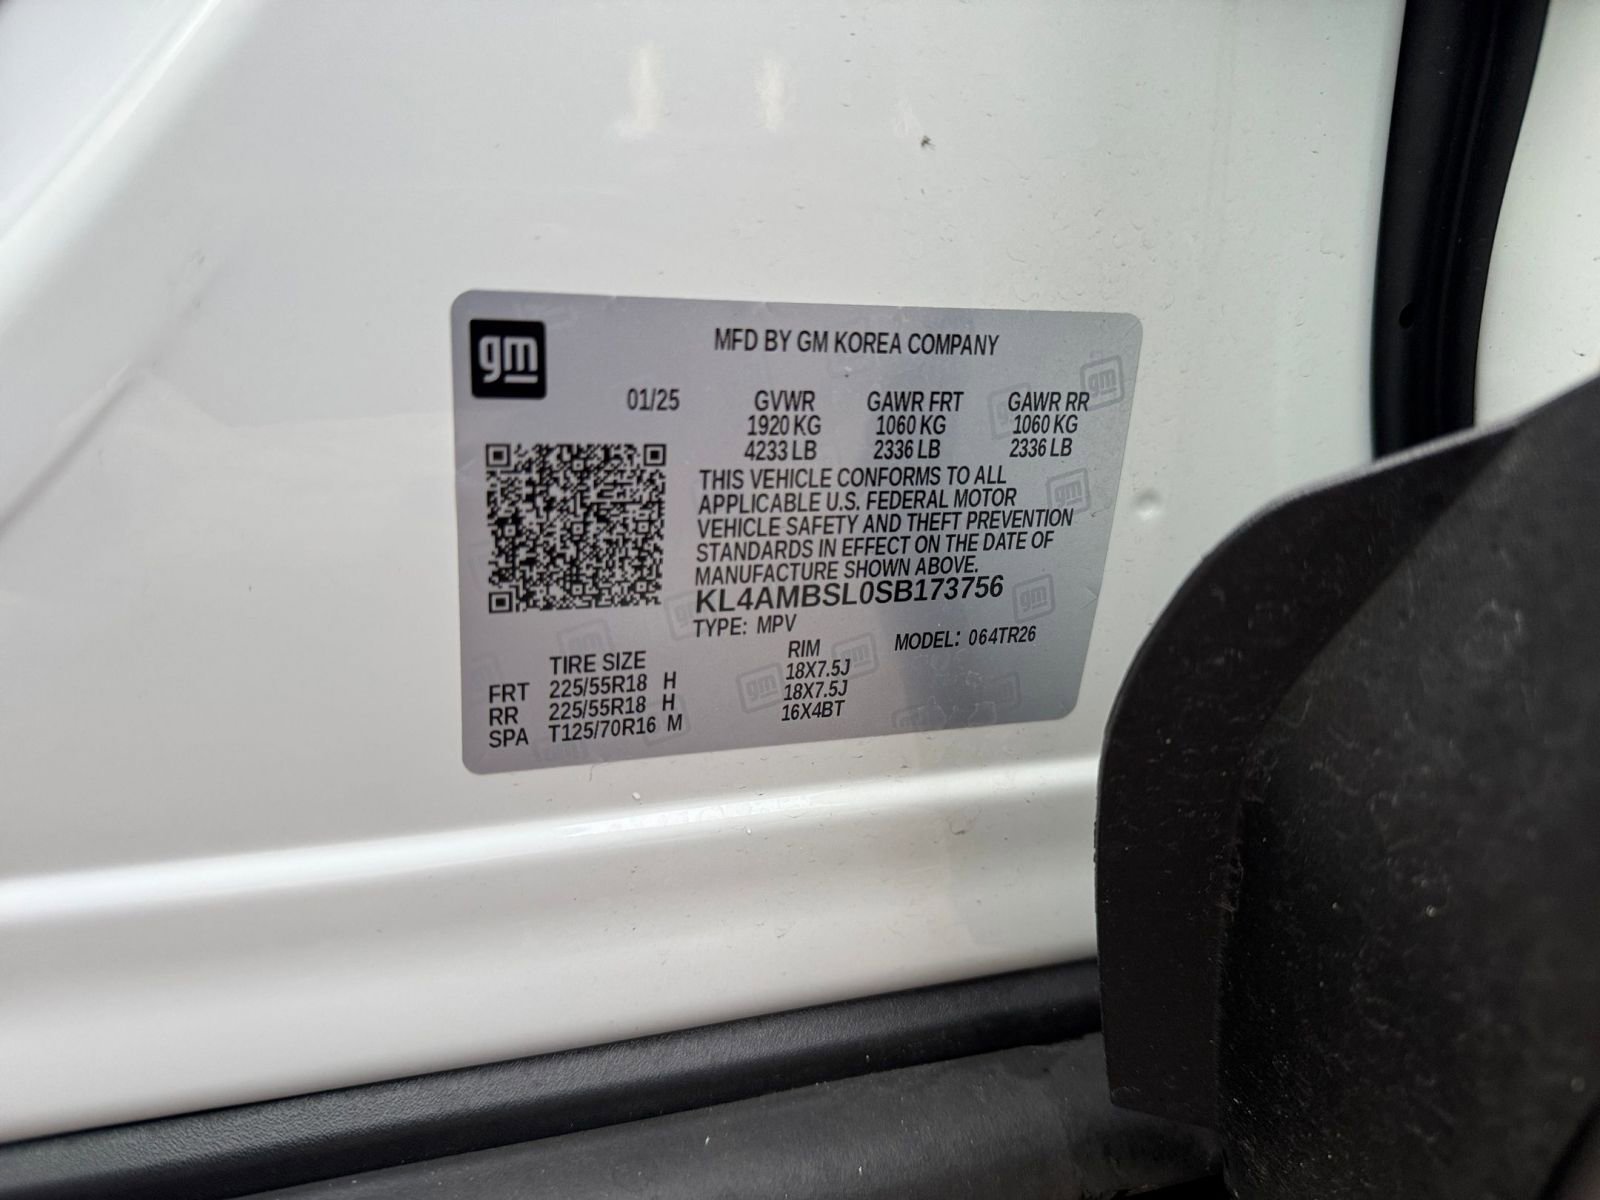 gm
MFD BY GM KOREA COMPANY
01/25 GVWR GAWR FRT GAWR RR
1920 KG 1060 KG 1060 KG
4233 LB 2336 LB 2336 LB
THIS VEHICLE CONFORMS TO ALL
APPLICABLE U.S. FEDERAL MOTOR
VEHICLE SAFETY AND THEFT PREVENTION
STANDARDS IN EFFECT ON THE DATE OF
MANUFACTURE SHOWN ABOVE.
KL4AMBSL0SB173756
TYPE: MPV MODEL: 064TR26
TIRE SIZE RIM
FRT 225/55R18 H 18X7.5J
RR 225/55R18 H 18X7.5J
SPA T125/70R16 M 16X4BT